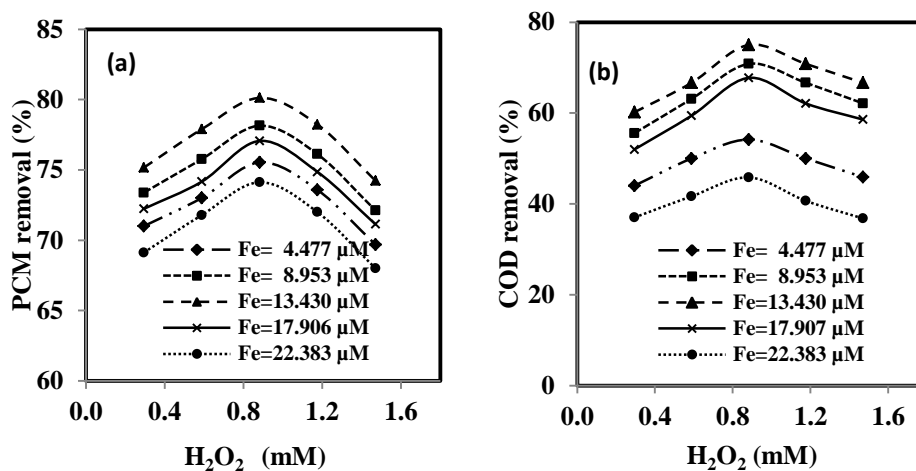 (a)
PCM removal (%)
85
80
75
70
65
60
Fe= 4.477 µM
Fe= 8.953 µM
Fe=13.430 µM
Fe=17.906 µM
Fe=22.383 µM
0.0 0.4 0.8 1.2 1.6
H₂O₂ (mM)
(b)
COD removal (%)
80
60
40
20
0
Fe= 4.477 µM
Fe= 8.953 µM
Fe=13.430 µM
Fe=17.907 µM
Fe=22.383 µM
0.0 0.4 0.8 1.2 1.6
H₂O₂ (mM)